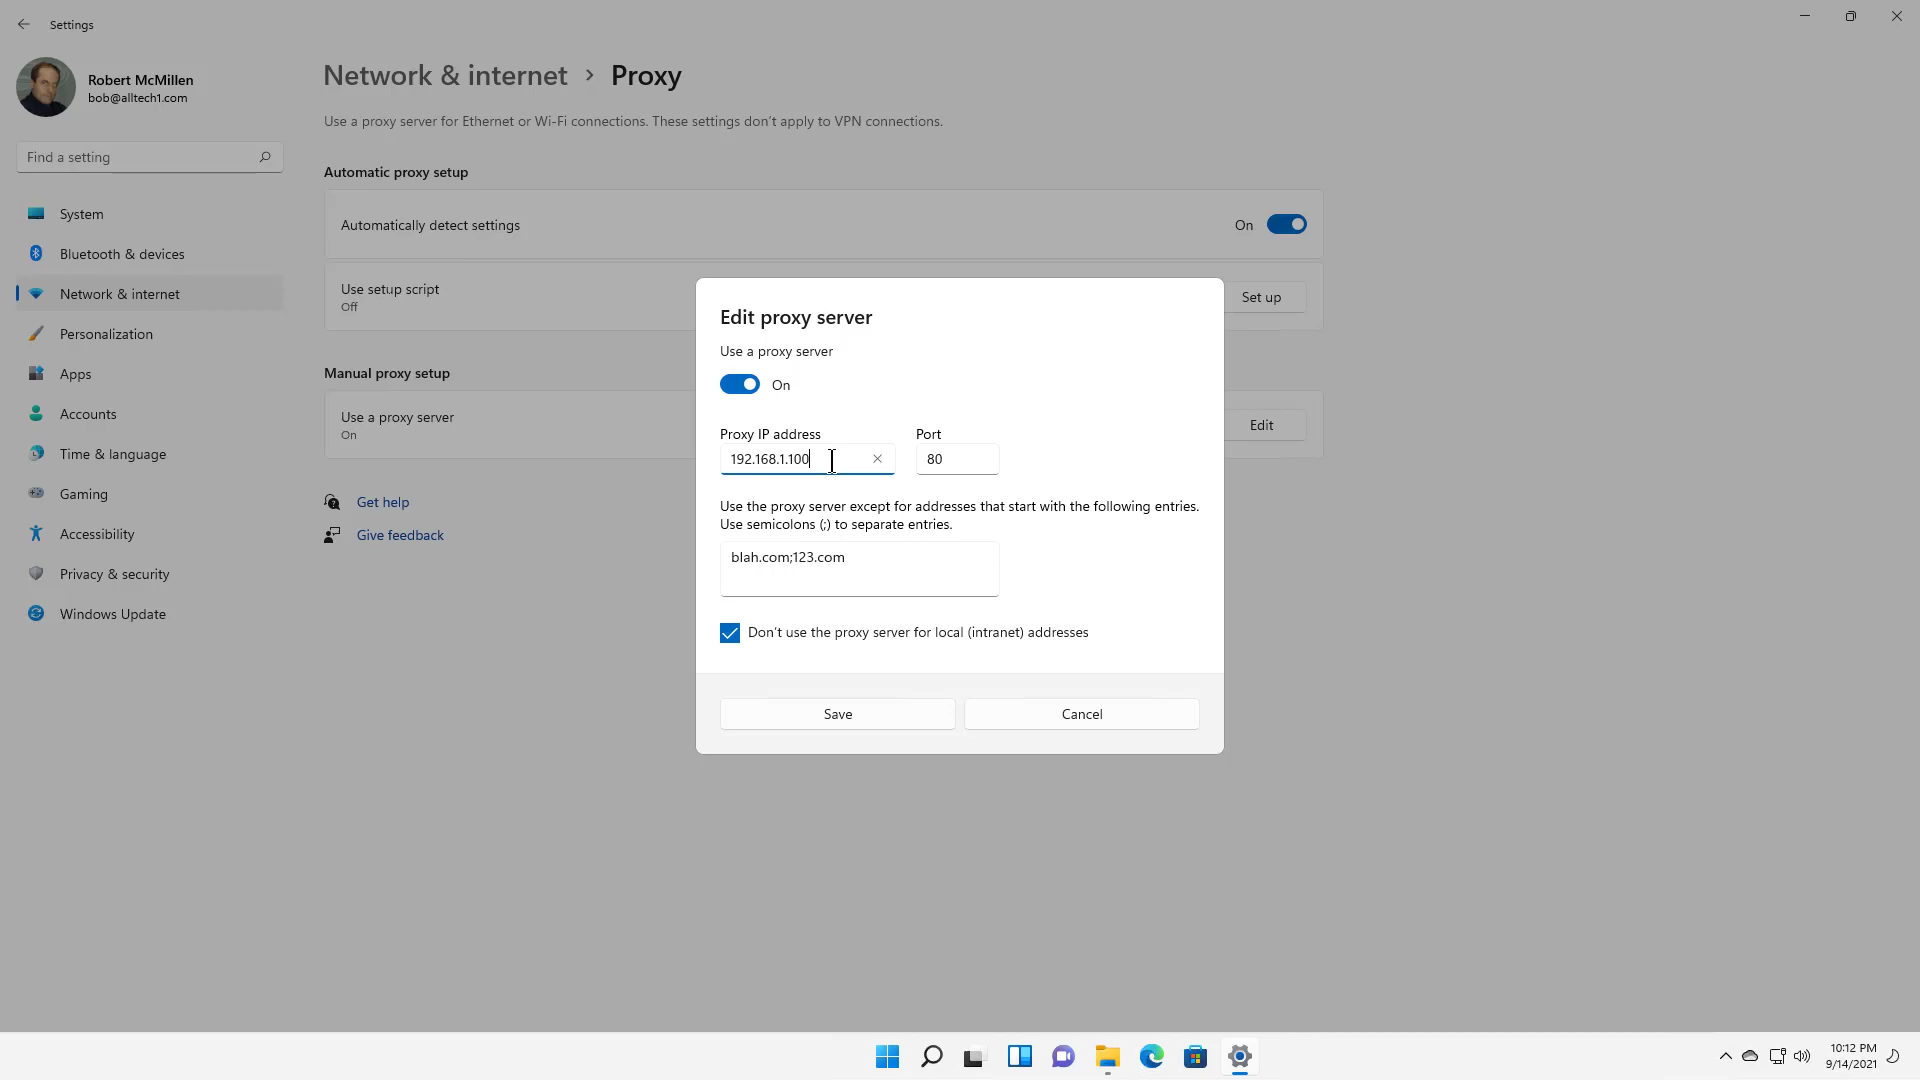 Settings
Robert McMillen
bob@alltech1.com
Find a setting
System
Bluetooth & devices
Network & internet
Personalization
Apps
Accounts
Time & language
Gaming
Accessibility
Privacy & security
Windows Update
Network & internet › Proxy
Use a proxy server for Ethernet or Wi-Fi connections. These settings don't apply to VPN connections.
Automatic proxy setup
Automatically detect settings
On
Use setup script
Off
Set up
Manual proxy setup
Use a proxy server
On
Edit
Get help
Give feedback
Edit proxy server
Use a proxy server
On
Proxy IP address
Port
192.168.1.100
80
Use the proxy server except for addresses that start with the following entries.
Use semicolons (;) to separate entries.
blah.com;123.com
Don't use the proxy server for local (intranet) addresses
Save
Cancel
10:12 PM
9/14/2021